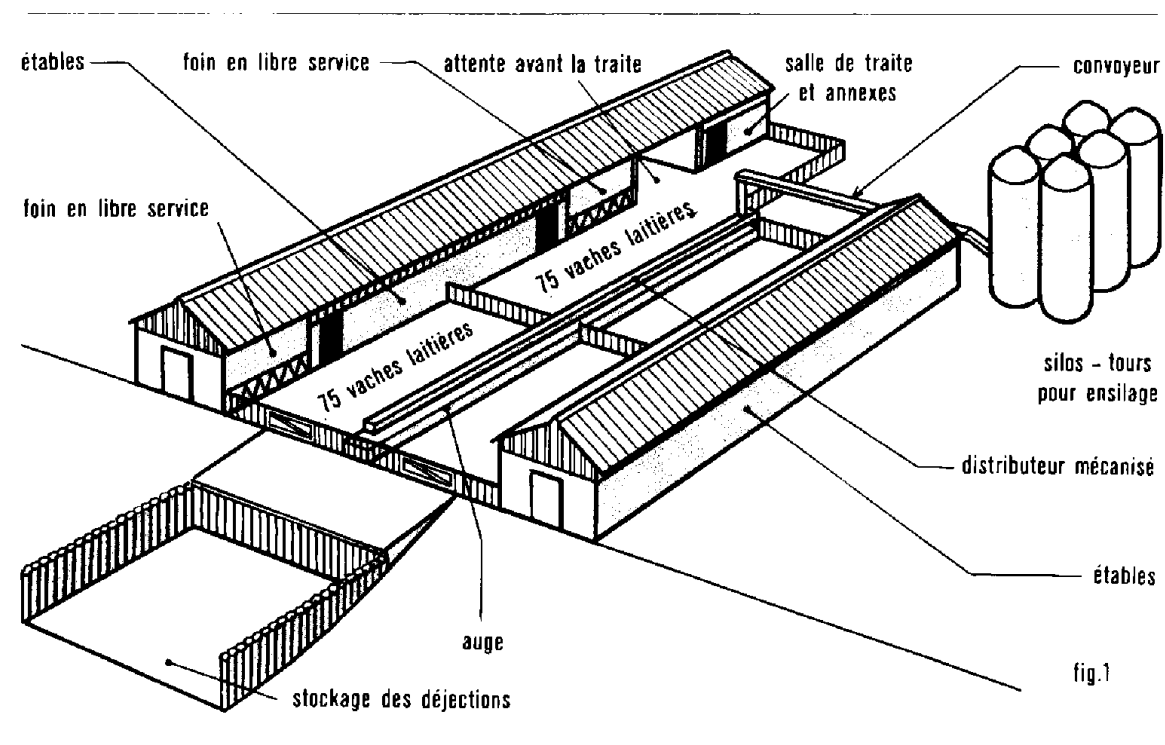 étables
foin en libre service
attente avant la traite
salle de traite
et annexes
convoyeur
foin en libre service
75 vaches laitières
75 vaches laitières
silos - tours
pour ensilage
distributeur mécanisé
étables
auge
stockage des déjections
fig.1